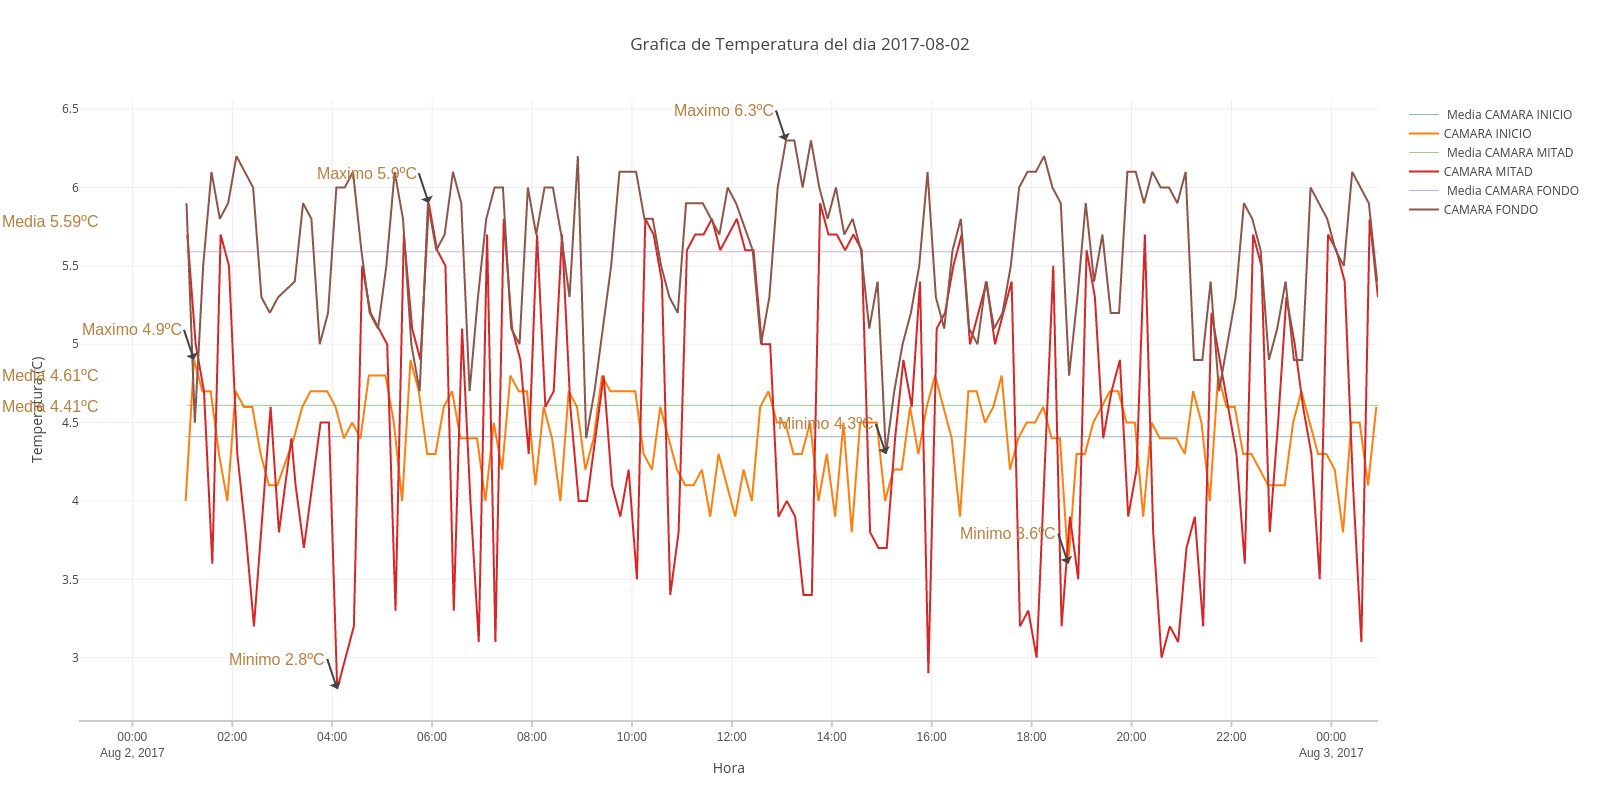 Grafica de Temperatura del dia 2017-08-02
6.5
6
5.5
5
4.5
4
3.5
3
Temperatura (C)
Maximo 6.3ºC
Maximo 5.9ºC
Media 5.59ºC
Maximo 4.9ºC
Media 4.61ºC
Media 4.41ºC
Minimo 4.3ºC
Minimo 3.6ºC
Minimo 2.8ºC
Media CAMARA INICIO
CAMARA INICIO
Media CAMARA MITAD
CAMARA MITAD
Media CAMARA FONDO
CAMARA FONDO
00:00 02:00 04:00 06:00 08:00 10:00 12:00 14:00 16:00 18:00 20:00 22:00 00:00
Aug 2, 2017 Aug 3, 2017
Hora